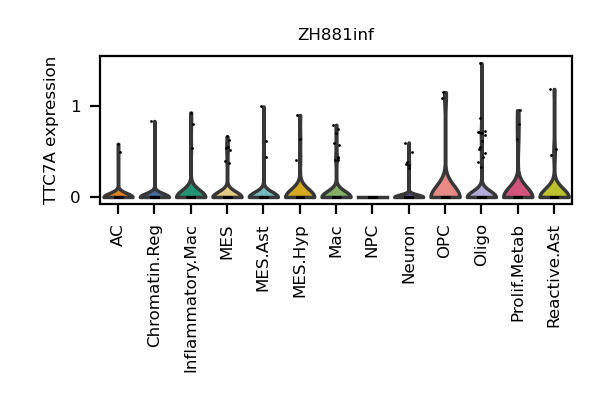 ZH881inf
TTC7A expression
1
0
AC
Chromatin.Reg
Inflammatory.Mac
MES
MES.Ast
MES.Hyp
Mac
NPC
Neuron
OPC
Oligo
Prolif.Metab
Reactive.Ast